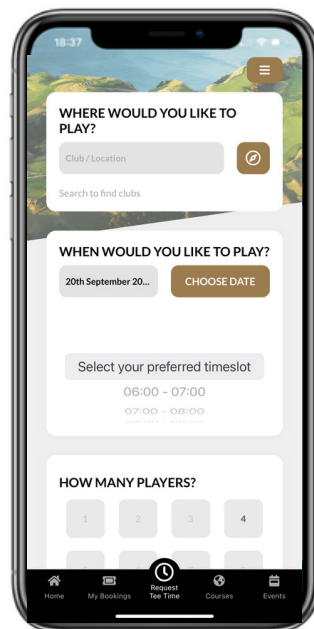 18:37
WHERE WOULD YOU LIKE TO
PLAY?
Club / Location
Search to find clubs
WHEN WOULD YOU LIKE TO PLAY?
20th September 20...
CHOOSE DATE
Select your preferred timeslot
06:00 - 07:00
07:00 - 08:00
HOW MANY PLAYERS?
1 2 3 4
Home
My Bookings
Request
Tee Time
Courses
Events